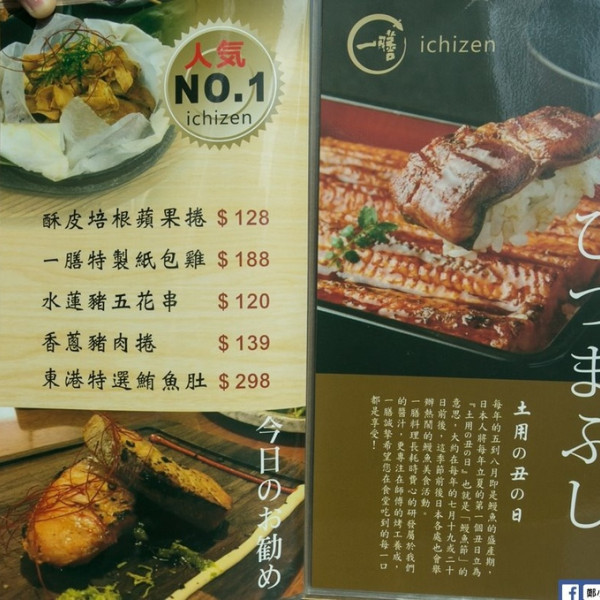 人気
NO.1
ichizen
酥皮培根蘋果捲 $128
一膳特製紙包雞 $188
水蓮豬五花串 $120
香蔥豬肉捲 $139
東港特選鮪魚肚 $298
今日のお勧め
一膳 ichizen
ひつまぶし
土用の丑の日
每年的五到八月即是鰻魚的盛產期，
日本人將每年立夏的第一個丑日立為
『土用の丑の日』也就是「鰻魚節」的
意思，大約在每年的七月十九或二十
日前後，這季節前後日本各處也會舉
辦熱鬧的鰻魚美食活動。
一膳料理長耗時費心的研發屬於我們
的醬汁，更專注在師傅的烤工養成，
一膳誠摯希望您在食堂吃到的每一口
都是享受！
f 鄭